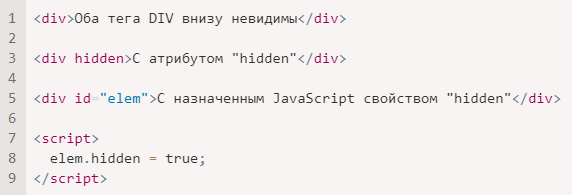 1 <div>Оба тега DIV внизу невидимы</div>
2
3 <div hidden>С атрибутом "hidden"</div>
4
5 <div id="elem">С назначенным JavaScript свойством "hidden"</div>
6
7 <script>
8   elem.hidden = true;
9 </script>